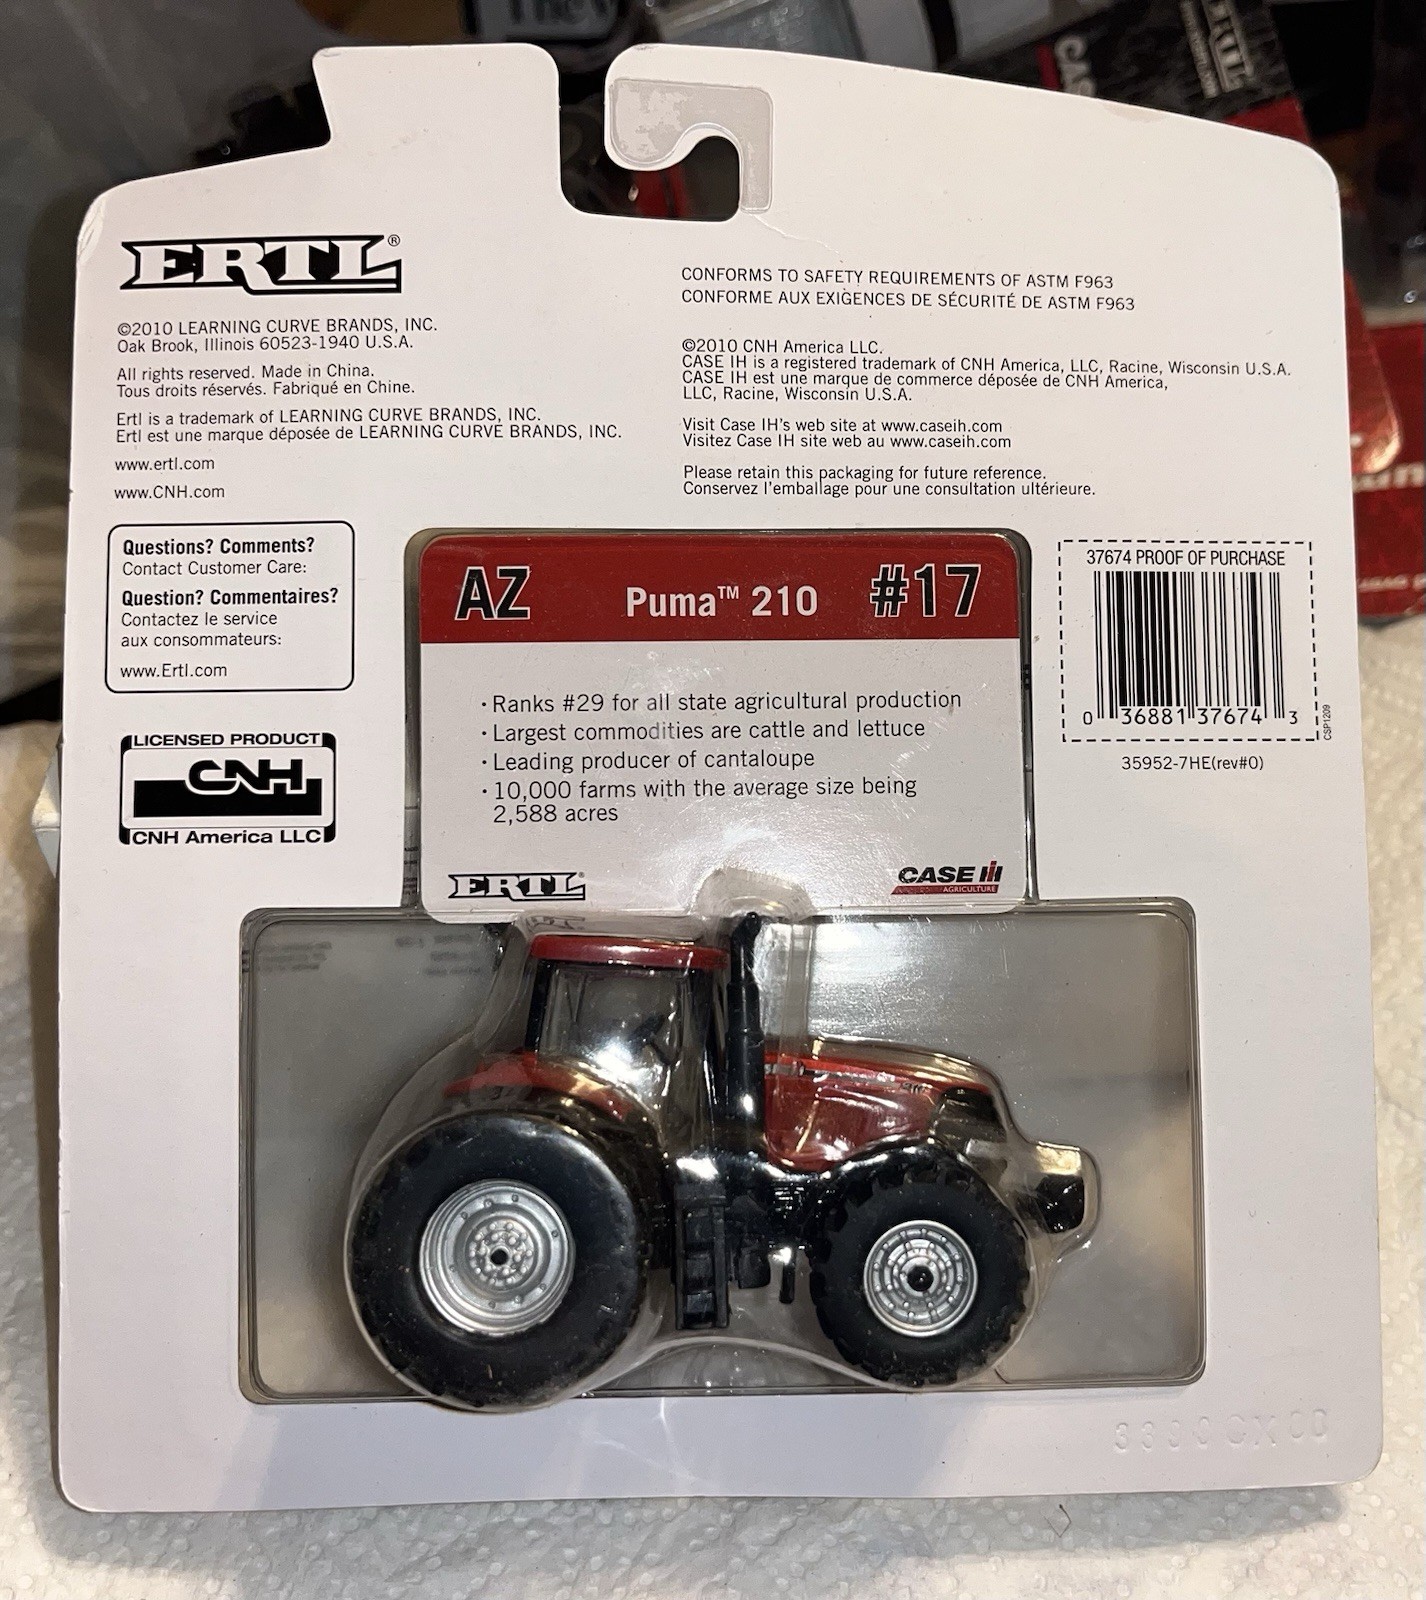 ERTL®
©2010 LEARNING CURVE BRANDS, INC.
Oak Brook, Illinois 60523-1940 U.S.A.
All rights reserved. Made in China.
Tous droits réservés. Fabriqué en Chine.
Ertl is a trademark of LEARNING CURVE BRANDS, INC.
Ertl est une marque déposée de LEARNING CURVE BRANDS, INC.
www.ertl.com
www.CNH.com
CONFORMS TO SAFETY REQUIREMENTS OF ASTM F963
CONFORME AUX EXIGENCES DE SÉCURITÉ DE ASTM F963
©2010 CNH America LLC.
CASE IH is a registered trademark of CNH America, LLC, Racine, Wisconsin U.S.A.
CASE IH est une marque de commerce déposée de CNH America,
LLC, Racine, Wisconsin U.S.A.
Visit Case IH's web site at www.caseih.com
Visitez Case IH site web au www.caseih.com
Please retain this packaging for future reference.
Conservez l'emballage pour une consultation ultérieure.
Questions? Comments?
Contact Customer Care:
Question? Commentaires?
Contactez le service
aux consommateurs:
www.Ertl.com
LICENSED PRODUCT
CNH
CNH America LLC
AZ Puma™ 210 #17
· Ranks #29 for all state agricultural production
· Largest commodities are cattle and lettuce
· Leading producer of cantaloupe
· 10,000 farms with the average size being
2,588 acres
ERTL®
CASE IH
AGRICULTURE
37674 PROOF OF PURCHASE
0 36881 37674 3
CSP1209
35952-7HE(rev#0)